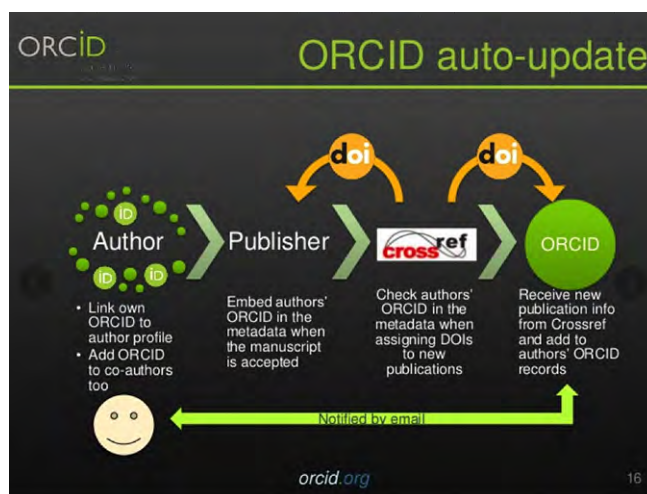 ORCiD
ORCID auto-update
doi
doi
iD
iD
iD
Author
Publisher
crossref
ORCID
• Link own
ORCID to
author profile
• Add ORCID
to co-authors
too
Embed authors'
ORCID in the
metadata when
the manuscript
is accepted
Check authors'
ORCID in the
metadata when
assigning DOIs
to new
publications
Receive new
publication info
from Crossref
and add to
authors' ORCID
records
Notified by email
orcid.org
16